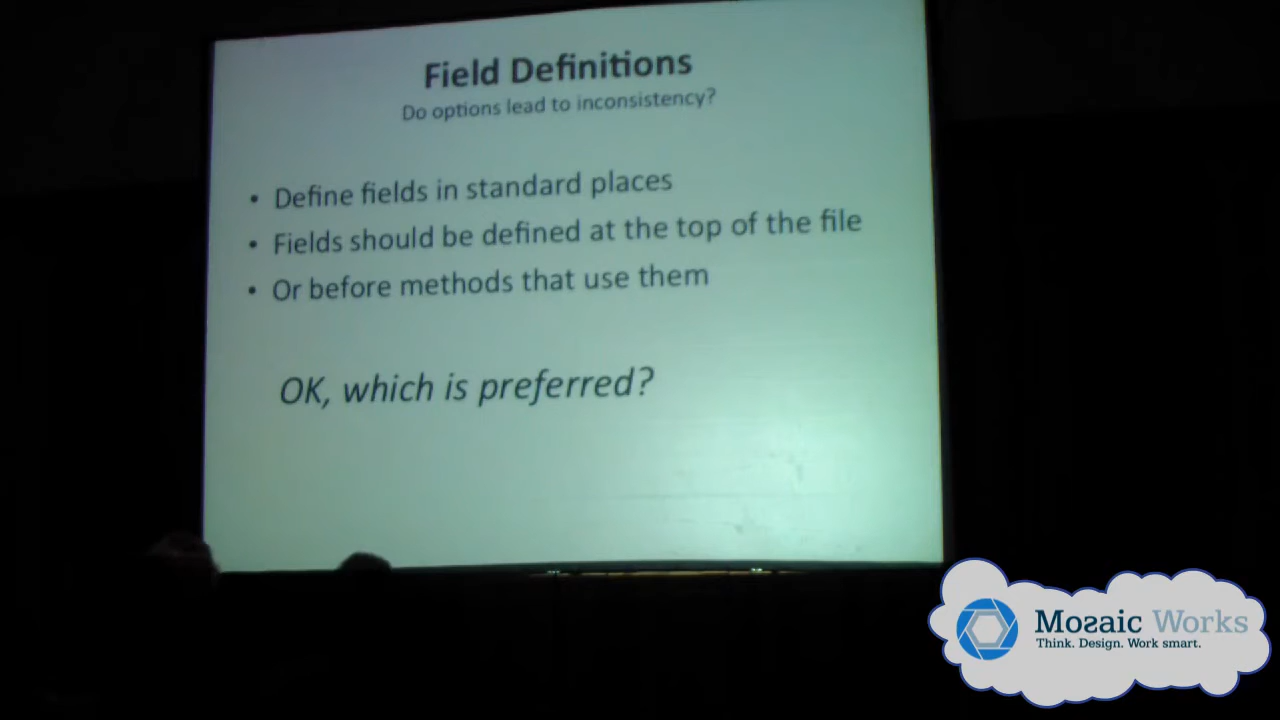 Field Definitions
Do options lead to inconsistency?
• Define fields in standard places
• Fields should be defined at the top of the file
• Or before methods that use them
OK, which is preferred?
Mozaic Works
Think. Design. Work smart.